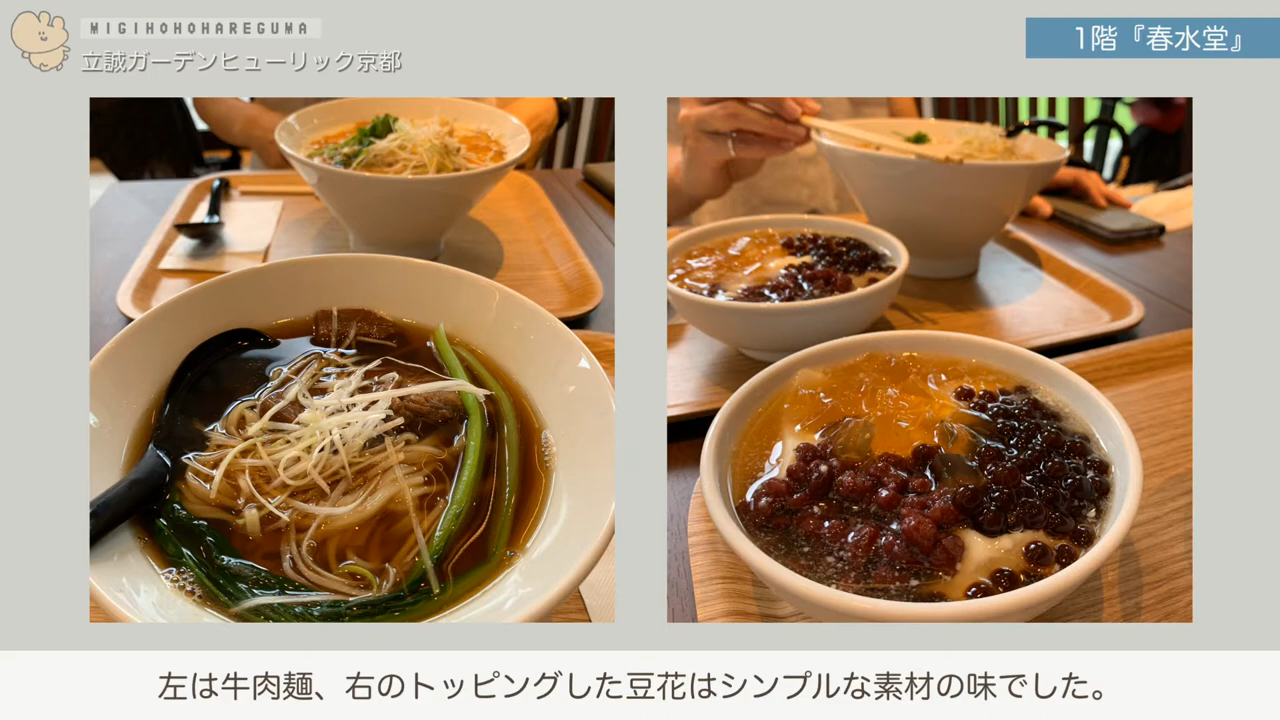 MIGIHOHOHAREGUMA
立誠ガーデンヒューリック京都
1階『春水堂』
左は牛肉麺、右のトッピングした豆花はシンプルな素材の味でした。